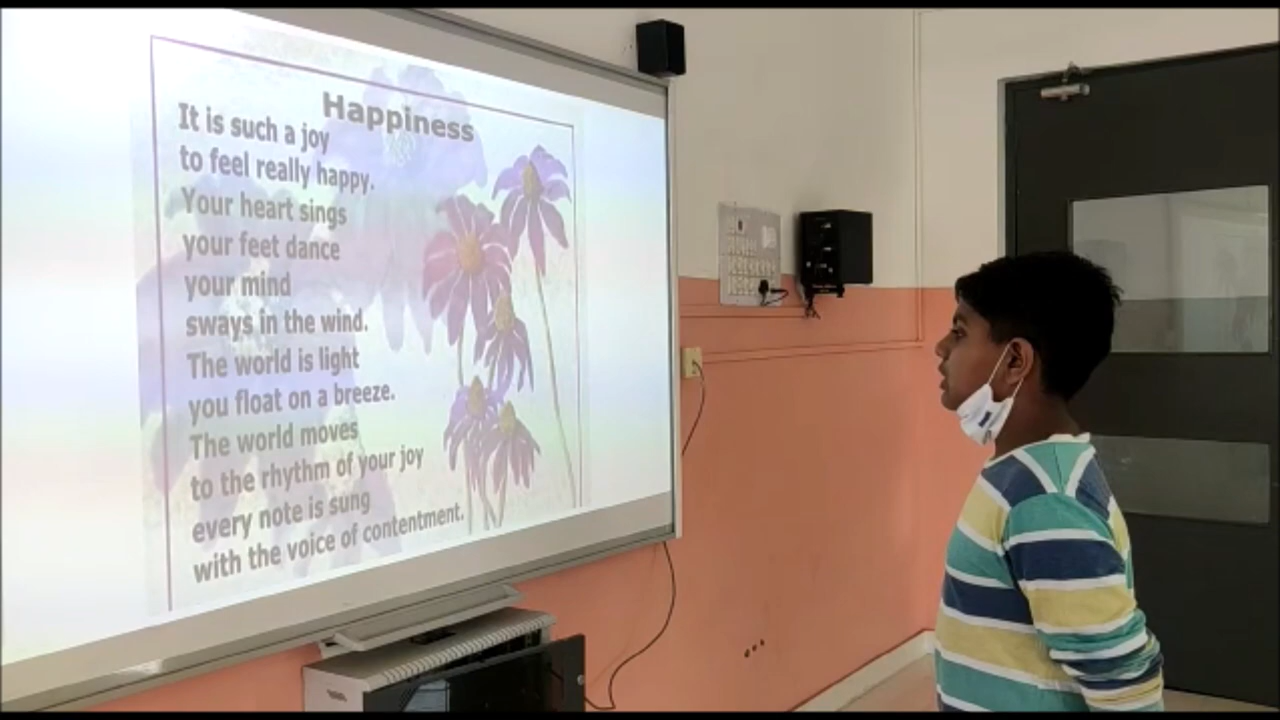 Happiness
It is such a joy
to feel really happy.
Your heart sings
your feet dance
your mind
sways in the wind.
The world is light
you float on a breeze.
The world moves
to the rhythm of your joy
every note is sung
with the voice of contentment.